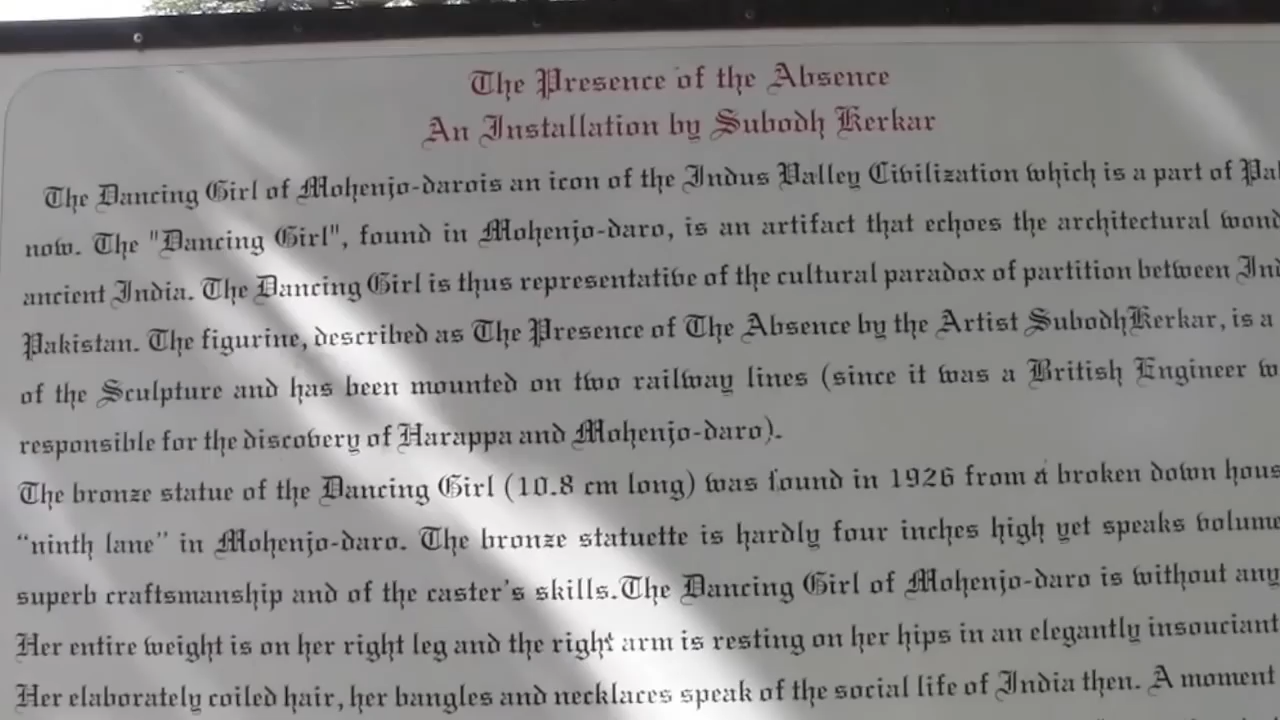 The Presence of the Absence
An Installation by Subodh Kerkar
The Dancing Girl of Mohenjo-darois an icon of the Indus Valley Civilization which is a part of
now. The "Dancing Girl", found in Mohenjo-daro, is an artifact that echoes the architectural
ancient India. The Dancing Girl is thus representative of the cultural paradox of partition between
Pakistan. The figurine, described as The Presence of The Absence by the Artist SubodhKerkar, is a
of the Sculpture and has been mounted on two railway lines (since it was a British Engineer
responsible for the discovery of Harappa and Mohenjo-daro).
The bronze statue of the Dancing Girl (10.8 cm long) was found in 1926 from a broken down
“ninth lane” in Mohenjo-daro. The bronze statuette is hardly four inches high yet speaks
superb craftsmanship and of the caster's skills.The Dancing Girl of Mohenjo-daro is without any
Her entire weight is on her right leg and the right arm is resting on her hips in an elegantly insouciant
Her elaborately coiled hair, her bangles and necklaces speak of the social life of India then. A moment